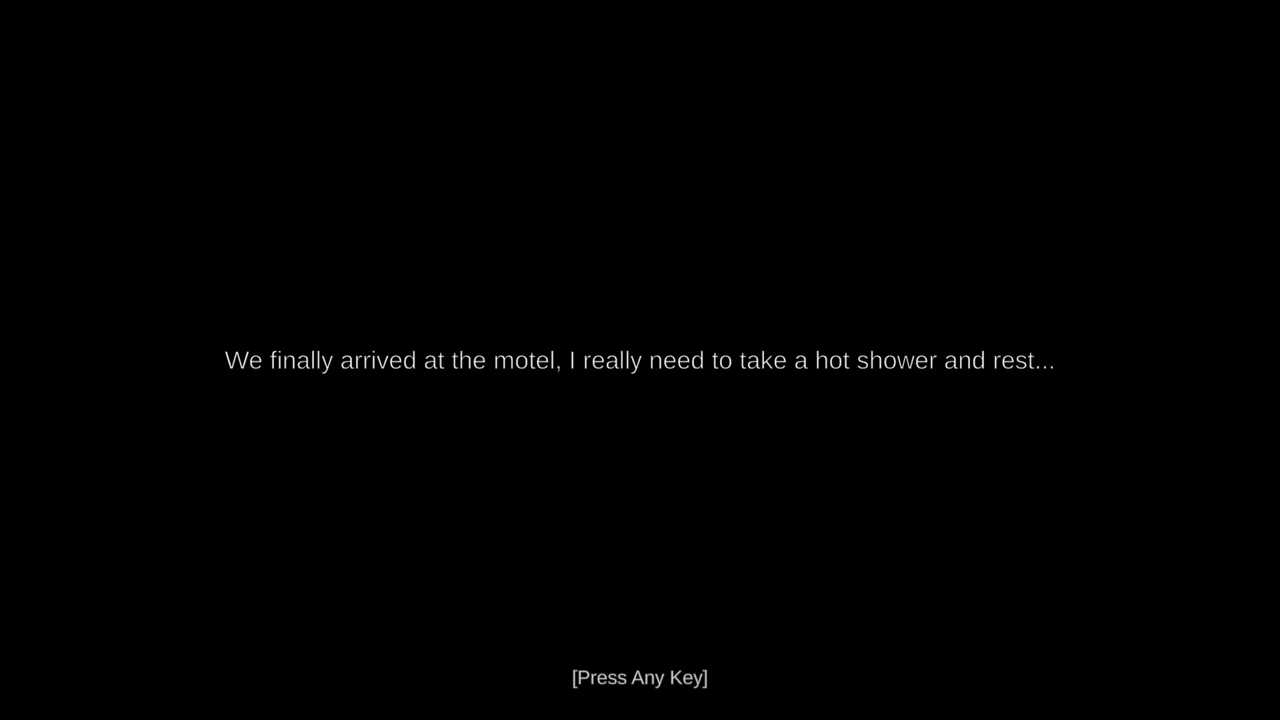 We finally arrived at the motel, I really need to take a hot shower and rest...
[Press Any Key]